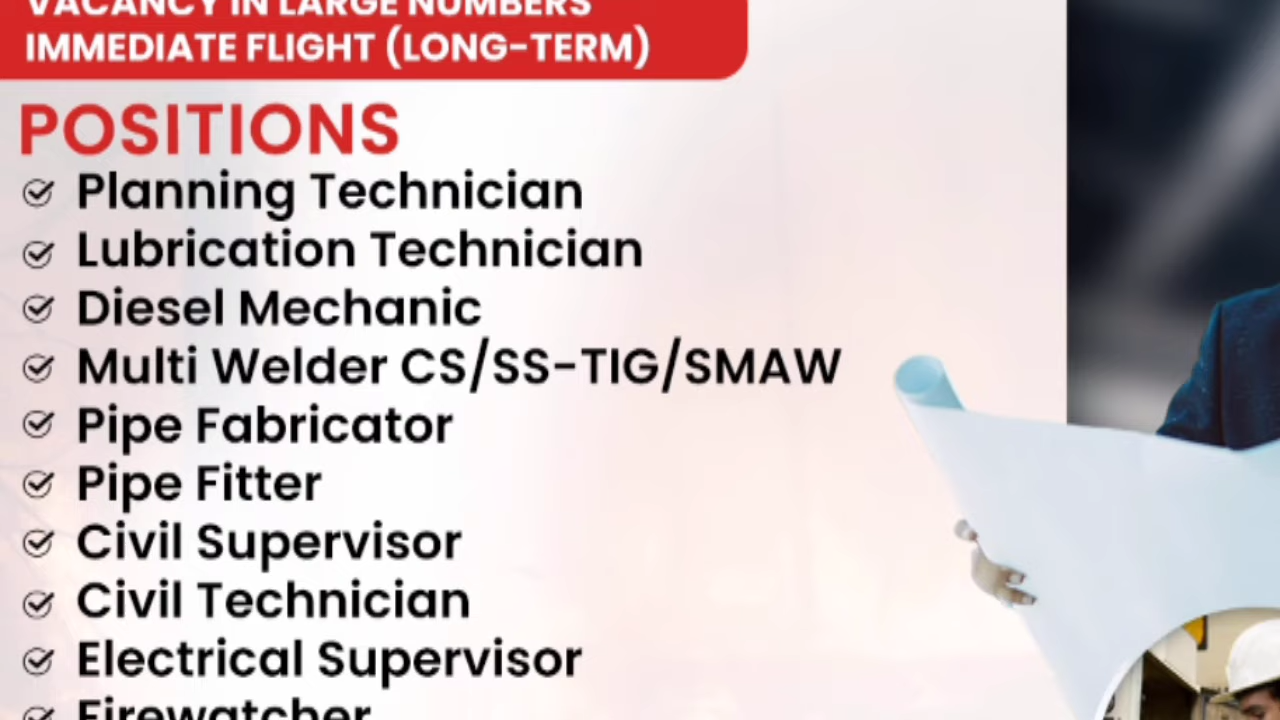 VACANCY IN LARGE NUMBERS
IMMEDIATE FLIGHT (LONG-TERM)
POSITIONS
Planning Technician
Lubrication Technician
Diesel Mechanic
Multi Welder CS/SS-TIG/SMAW
Pipe Fabricator
Pipe Fitter
Civil Supervisor
Civil Technician
Electrical Supervisor
Firewatcher